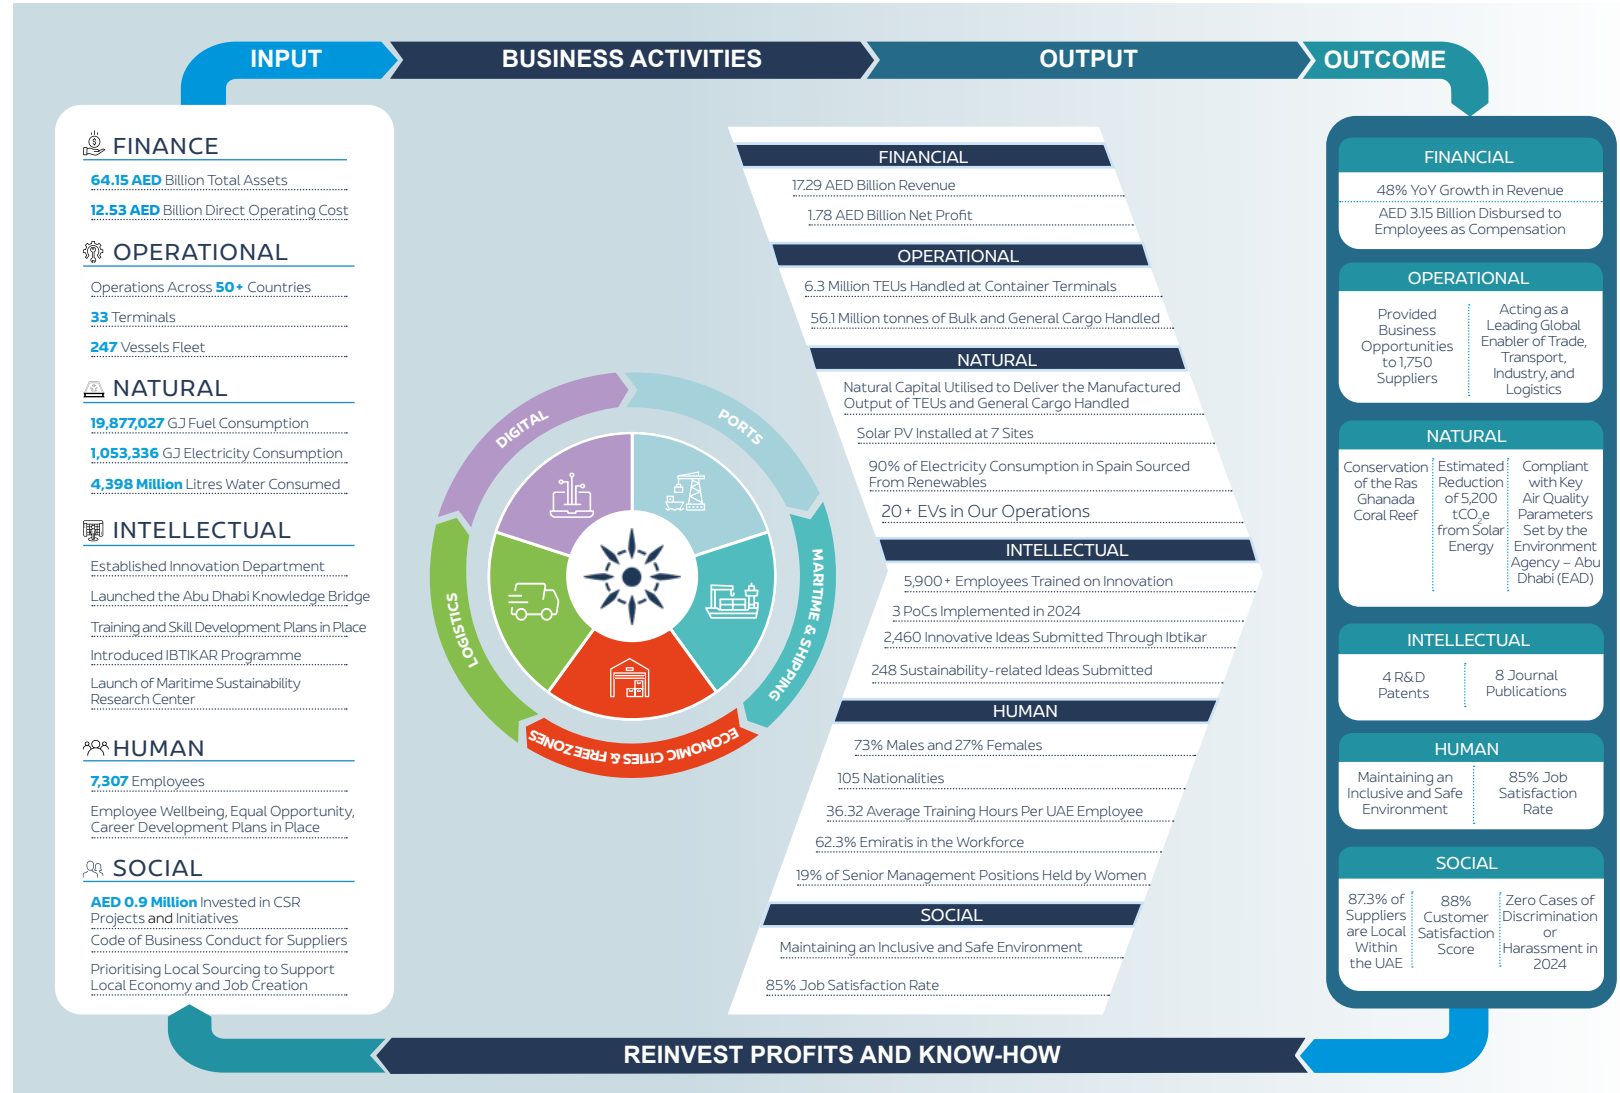 INPUT
BUSINESS ACTIVITIES
OUTPUT
OUTCOME
FINANCE
64.15 AED Billion Total Assets
12.53 AED Billion Direct Operating Cost
OPERATIONAL
Operations Across 50+ Countries
33 Terminals
247 Vessels Fleet
NATURAL
19,877,027 GJ Fuel Consumption
1,053,336 GJ Electricity Consumption
4,398 Million Litres Water Consumed
INTELLECTUAL
Established Innovation Department
Launched the Abu Dhabi Knowledge Bridge
Training and Skill Development Plans in Place
Introduced IBTIKAR Programme
Launch of Maritime Sustainability
Research Center
HUMAN
7,307 Employees
Employee Wellbeing, Equal Opportunity,
Career Development Plans in Place
SOCIAL
AED 0.9 Million Invested in CSR
Projects and Initiatives
Code of Business Conduct for Suppliers
Prioritising Local Sourcing to Support
Local Economy and Job Creation
DIGITAL
PORTS
MARITIME & SHIPPING
ECONOMIC CITIES & FREE ZONES
LOGISTICS
FINANCIAL
17.29 AED Billion Revenue
1.78 AED Billion Net Profit
OPERATIONAL
6.3 Million TEUs Handled at Container Terminals
56.1 Million tonnes of Bulk and General Cargo Handled
NATURAL
Natural Capital Utilised to Deliver the Manufactured
Output of TEUs and General Cargo Handled
Solar PV Installed at 7 Sites
90% of Electricity Consumption in Spain Sourced
From Renewables
20+ EVs in Our Operations
INTELLECTUAL
5,900+ Employees Trained on Innovation
3 PoCs Implemented in 2024
2,460 Innovative Ideas Submitted Through Ibtikar
248 Sustainability-related Ideas Submitted
HUMAN
73% Males and 27% Females
105 Nationalities
36.32 Average Training Hours Per UAE Employee
62.3% Emiratis in the Workforce
19% of Senior Management Positions Held by Women
SOCIAL
Maintaining an Inclusive and Safe Environment
85% Job Satisfaction Rate
FINANCIAL
48% YoY Growth in Revenue
AED 3.15 Billion Disbursed to
Employees as Compensation
OPERATIONAL
Provided
Business
Opportunities
to 1,750
Suppliers
Acting as a
Leading Global
Enabler of Trade,
Transport,
Industry, and
Logistics
NATURAL
Conservation
of the Ras
Ghanada
Coral Reef
Estimated
Reduction
of 5,200
tCO₂e
from Solar
Energy
Compliant
with Key
Air Quality
Parameters
Set by the
Environment
Agency – Abu
Dhabi (EAD)
INTELLECTUAL
4 R&D
Patents
8 Journal
Publications
HUMAN
Maintaining an
Inclusive and Safe
Environment
85% Job
Satisfaction
Rate
SOCIAL
87.3% of
Suppliers
are Local
Within
the UAE
88%
Customer
Satisfaction
Score
Zero Cases of
Discrimination
or
Harassment in
2024
REINVEST PROFITS AND KNOW-HOW